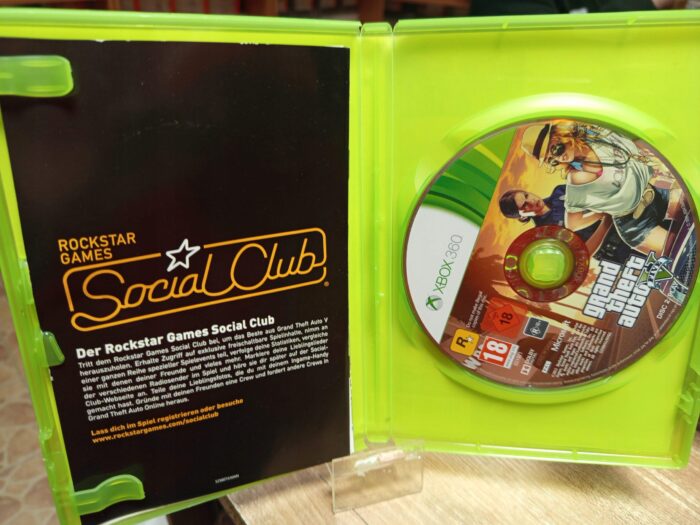 ROCKSTAR
GAMES
Social Club
Der Rockstar Games Social Club
Tritt dem Rockstar Games Social Club bei, um das Beste aus Grand Theft Auto V
herauszuholen. Erhalte Zugriff auf exklusive freischaltbare Spielinhalte, nimm an
einer ganzen Reihe spezieller Spielevents teil, verfolge deine Statistiken, vergleiche
sie mit denen deiner Freunde und vieles mehr. Markiere deine Lieblingslieder
der verschiedenen Radiosender im Spiel und höre sie dir später auf der Social-
Club-Webseite an. Teile deine Lieblingsfotos, die du mit deinem Ingame-Handy
gemacht hast. Gründe mit deinen Freunden eine Crew und fordere andere Crews in
Grand Theft Auto Online heraus.
Lass dich im Spiel registrieren oder besuche
www.rockstargames.com/socialclub
XBOX 360
grand
theft
auto
V
DISC 2
R
18
18
Microsoft